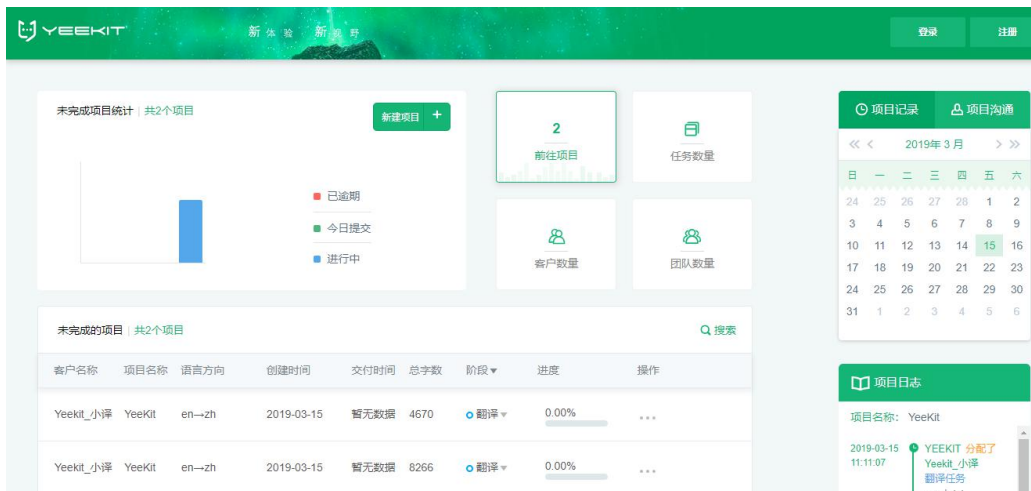 YEEKIT
新 体 验 新 视 野
登录 注册
未完成项目统计 | 共2个项目
新建项目 +
已逾期
今日提交
进行中
2
前往项目
任务数量
客户数量
团队数量
项目记录 项目沟通
2019年 3 月
日 一 二 三 四 五 六
24 25 26 27 28 1 2
3 4 5 6 7 8 9
10 11 12 13 14 15 16
17 18 19 20 21 22 23
24 25 26 27 28 29 30
31 1 2 3 4 5 6
未完成的项目 | 共2个项目
搜索
客户名称 项目名称 语言方向 创建时间 交付时间 总字数 阶段▼ 进度 操作
Yeekit_小译 YeeKit en→zh 2019-03-15 暂无数据 4670 翻译▼ 0.00% ...
Yeekit_小译 YeeKit en→zh 2019-03-15 暂无数据 8266 翻译▼ 0.00% ...
项目日志
项目名称: YeeKit
2019-03-15 YEEKIT 分配了
11:11:07 Yeekit_小译
翻译任务